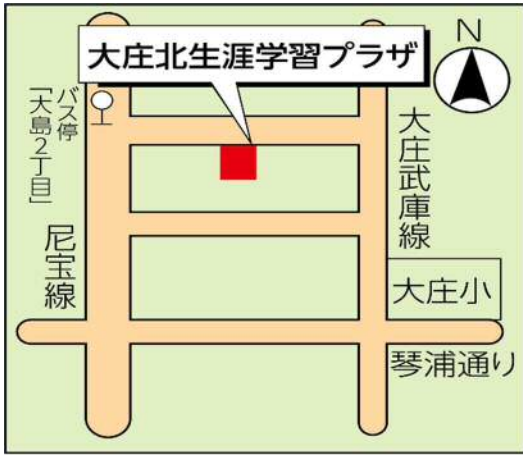 N
大庄北生涯学習プラザ
バス停
「大島2丁目」
大庄武庫線
尼宝線
大庄小
琴浦通り